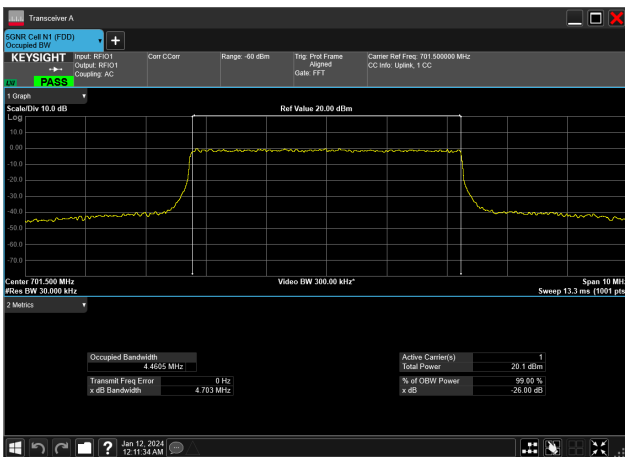 Transceiver A
5GNR Cell N1 (FDD)
Occupied BW
KEYSIGHT
PASS
Input: RFIO1
Output: RFIO1
Coupling: AC
Corr CCorr
Range: -60 dBm
Trig: Prot Frame
Aligned
Gate: FFT
Carrier Ref Freq: 701.500000 MHz
CC Info: Uplink, 1 CC
1 Graph
Scale/Div 10.0 dB
Ref Value 20.00 dBm
Log
10.0
0.00
-10.0
-20.0
-30.0
-40.0
-50.0
-60.0
-70.0
Center 701.500 MHz
Video BW 300.00 kHz*
Span 10 MHz
#Res BW 30.000 kHz
Sweep 13.3 ms (1001 pts
2 Metrics
Occupied Bandwidth
4.4605 MHz
Active Carrier(s) 1
Total Power 20.1 dBm
Transmit Freq Error 0 Hz
x dB Bandwidth 4.703 MHz
% of OBW Power 99.00 %
x dB -26.00 dB
Jan 12, 2024
12:11:34 AM